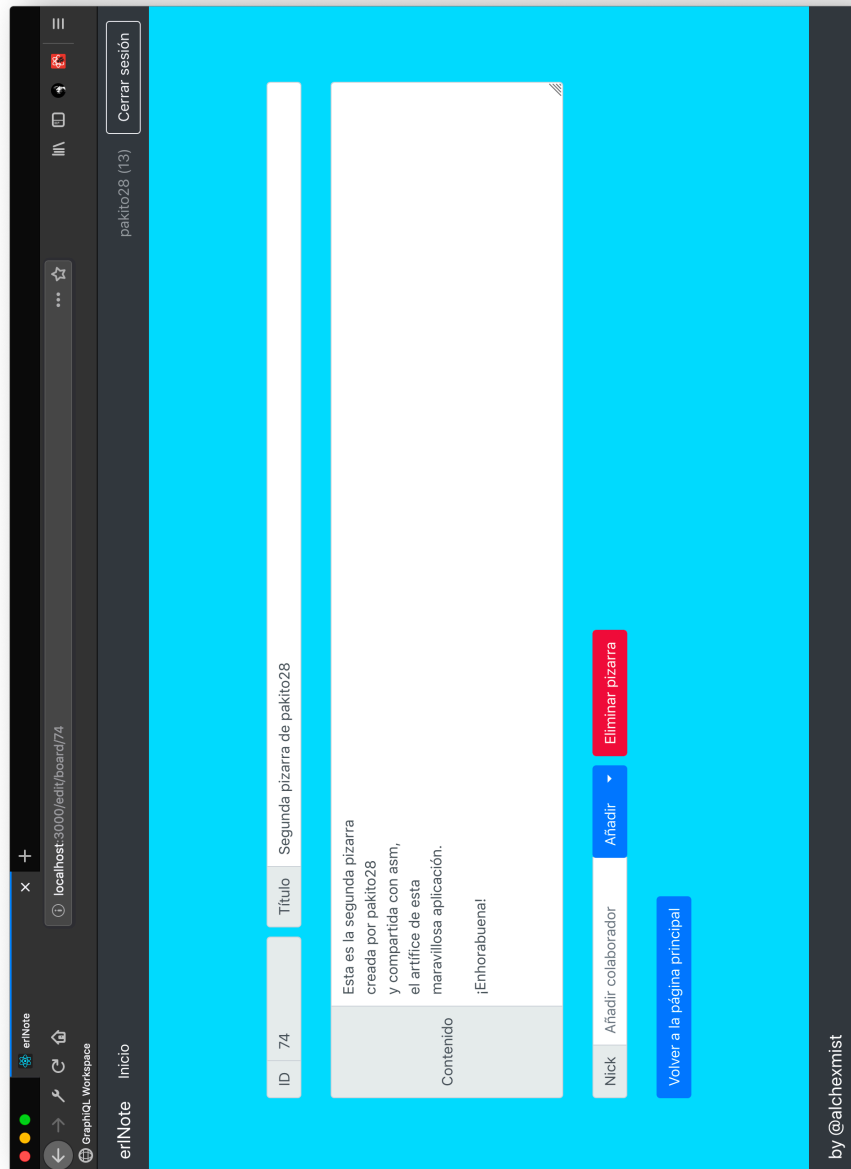 erlNote
localhost:3000/edit/board/74
GraphiQL Workspace
erlNote Inicio pakito28 (13) Cerrar sesión
ID 74 Título Segunda pizarra de pakito28
Contenido
Esta es la segunda pizarra
creada por pakito28
y compartida con asm,
el artífice de esta
maravillosa aplicación.
¡Enhorabuena!
Nick Añadir colaborador Añadir Eliminar pizarra
Volver a la página principal
by @alchexmist